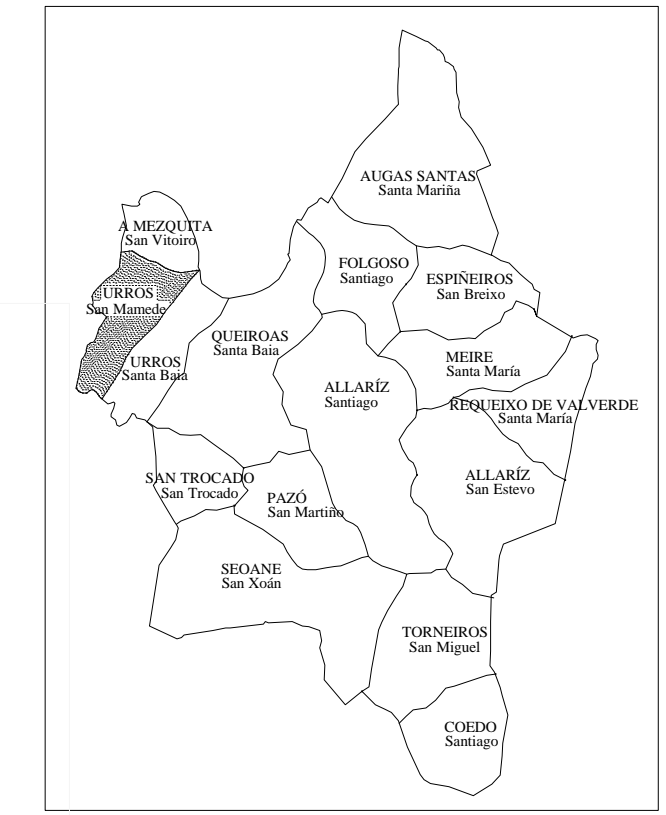 AUGAS SANTAS
Santa Mariña
A MEZQUITA
San Vitoiro
FOLGOSO
Santiago
ESPIÑEIROS
San Breixo
URROS
San Mamede
QUEIROAS
Santa Baia
URROS
Santa Baia
MEIRE
Santa María
ALLARÍZ
Santiago
REQUEIXO DE VALVERDE
Santa María
SAN TROCADO
San Trocado
PAZÓ
San Martiño
ALLARÍZ
San Estevo
SEOANE
San Xoán
TORNEIROS
San Miguel
COEDO
Santiago